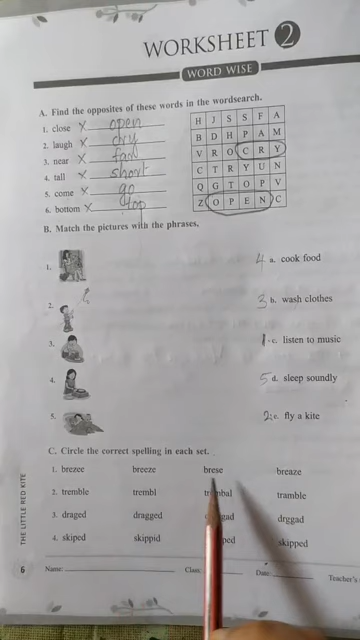 WORKSHEET 2
WORD WISE
A. Find the opposites of these words in the wordsearch.
1. close X open
2. laugh X cry
3. near X
4. tall X short
5. come X go
6. bottom X top
H J S S F A
B D H P A M
V R O C R Y
C T R Y U N
Q G T O P V
Z O P E N C
B. Match the pictures with the phrases.
1. 4 a. cook food
2. 3 b. wash clothes
3. 1 c. listen to music
4. 5 d. sleep soundly
5. 2 e. fly a kite
C. Circle the correct spelling in each set.
1. brezee breeze brese breaze
2. tremble trembl tramble
3. draged dragged drggad
4. skiped skippid skipped
THE LITTLE RED KITE
6 Name: Class: Date: Teacher's